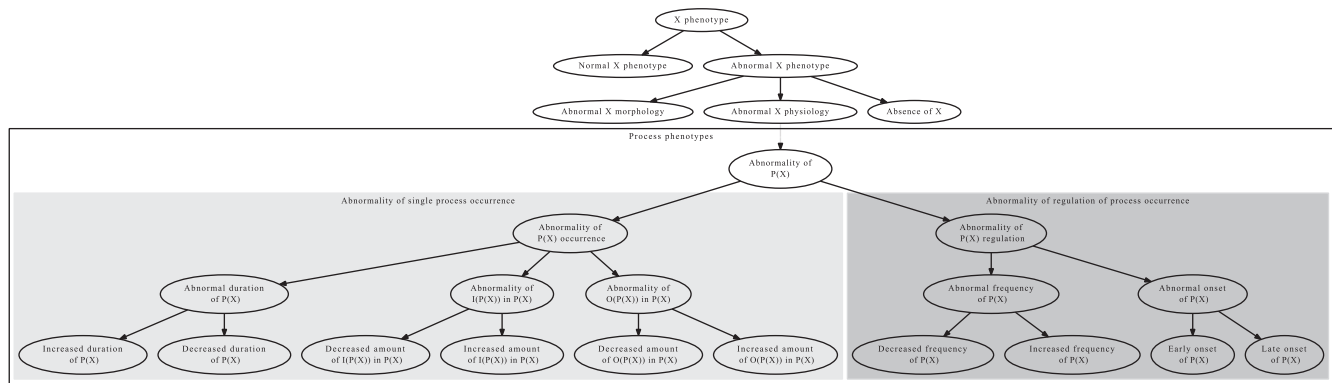 X phenotype
Normal X phenotype
Abnormal X phenotype
Abnormal X morphology
Abnormal X physiology
Absence of X
Process phenotypes
Abnormality of
P(X)
Abnormality of single process occurrence
Abnormality of regulation of process occurrence
Abnormality of
P(X) occurrence
Abnormality of
P(X) regulation
Abnormal duration
of P(X)
Abnormality of
I(P(X)) in P(X)
Abnormality of
O(P(X)) in P(X)
Abnormal frequency
of P(X)
Abnormal onset
of P(X)
Increased duration
of P(X)
Decreased duration
of P(X)
Decreased amount
of I(P(X)) in P(X)
Increased amount
of I(P(X)) in P(X)
Decreased amount
of O(P(X)) in P(X)
Increased amount
of O(P(X)) in P(X)
Decreased frequency
of P(X)
Increased frequency
of P(X)
Early onset
of P(X)
Late onset
of P(X)